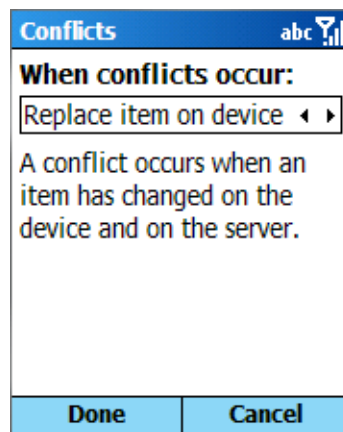 Conflicts abc
When conflicts occur:
Replace item on device
A conflict occurs when an
item has changed on the
device and on the server.
Done Cancel